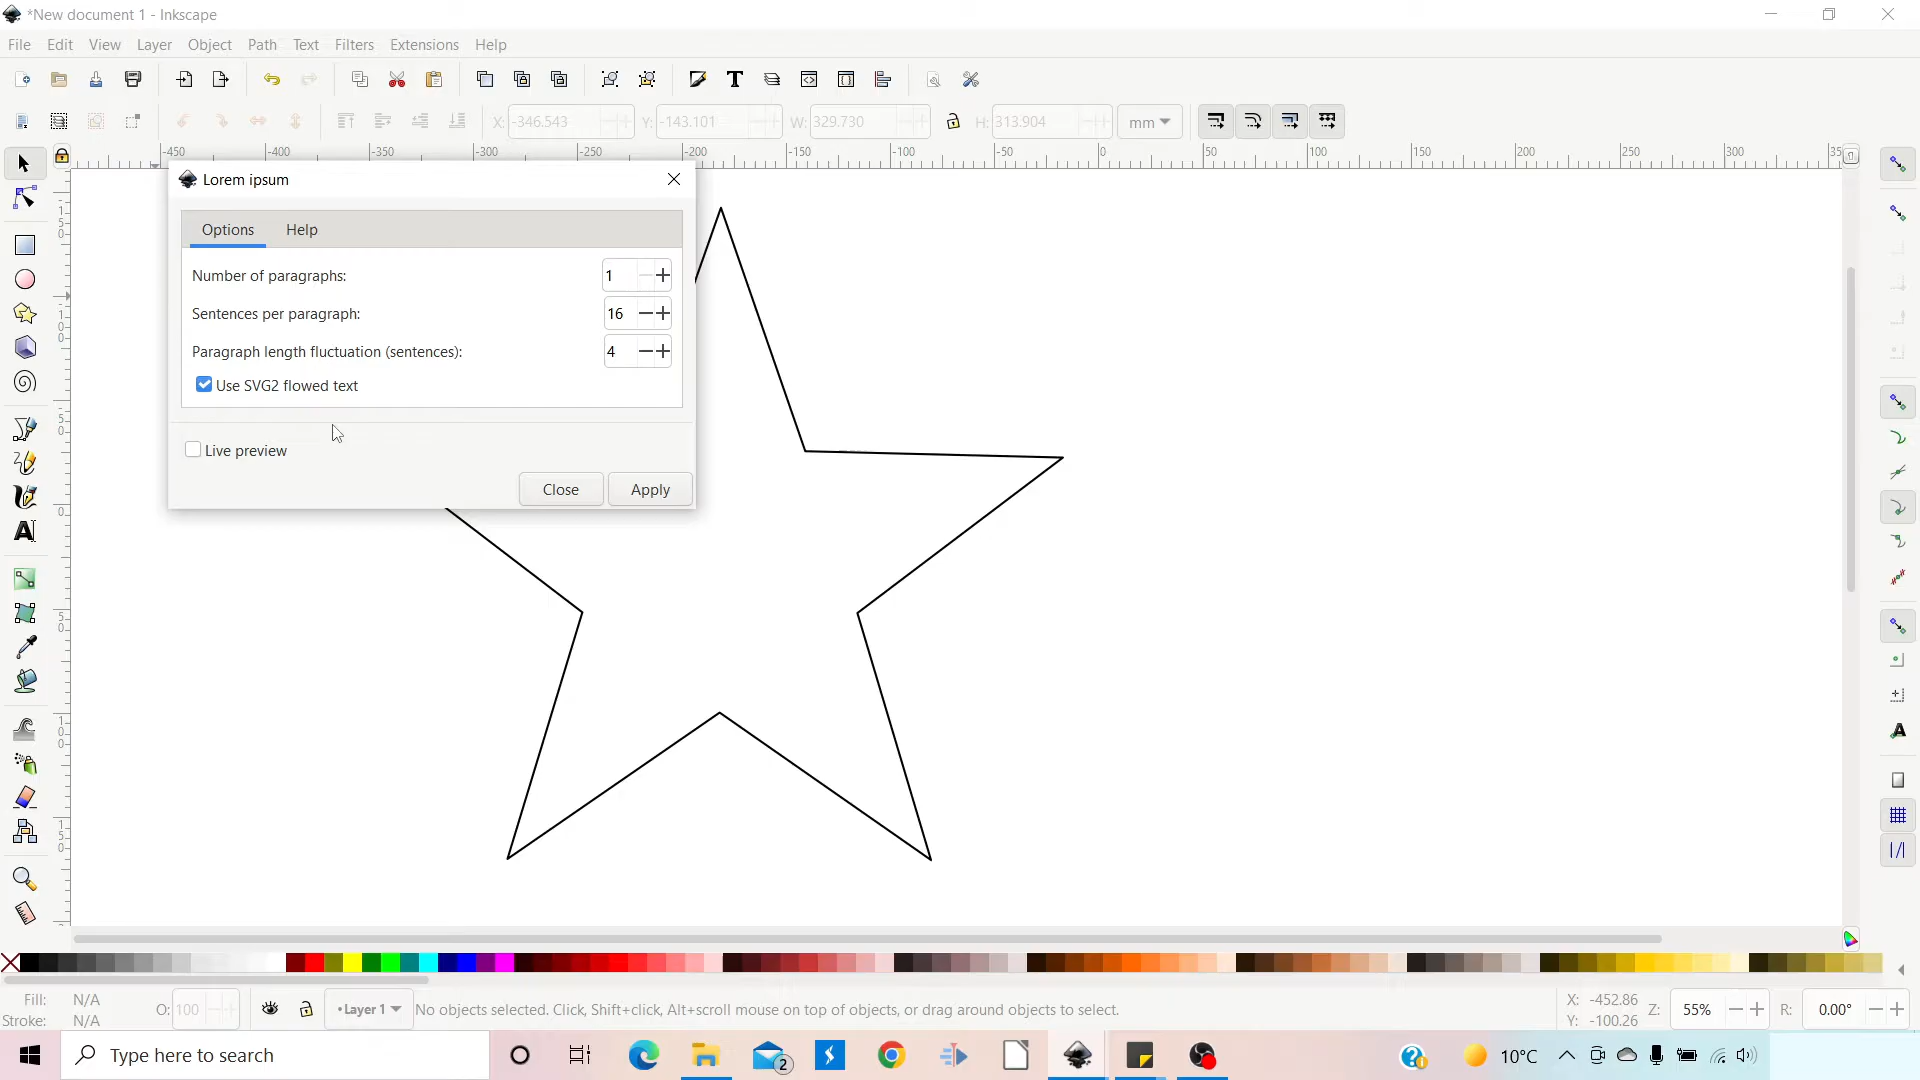 *New document 1 - Inkscape
File Edit View Layer Object Path Text Filters Extensions Help
X: -346.543 Y: -143.101 W: 329.730 H: 313.904 mm
-450 -400 -350 -300 -250 -200 -150 -100 -50 0 50 100 150 200 250 300 35
Lorem ipsum
Options Help
Number of paragraphs: 1
Sentences per paragraph: 16
Paragraph length fluctuation (sentences): 4
Use SVG2 flowed text
Live preview
Close Apply
Fill: N/A
Stroke: N/A
O: 100
•Layer 1
No objects selected. Click, Shift+click, Alt+scroll mouse on top of objects, or drag around objects to select.
X: -452.86
Y: -100.26
Z: 55% R: 0.00°
Type here to search
2
10°C